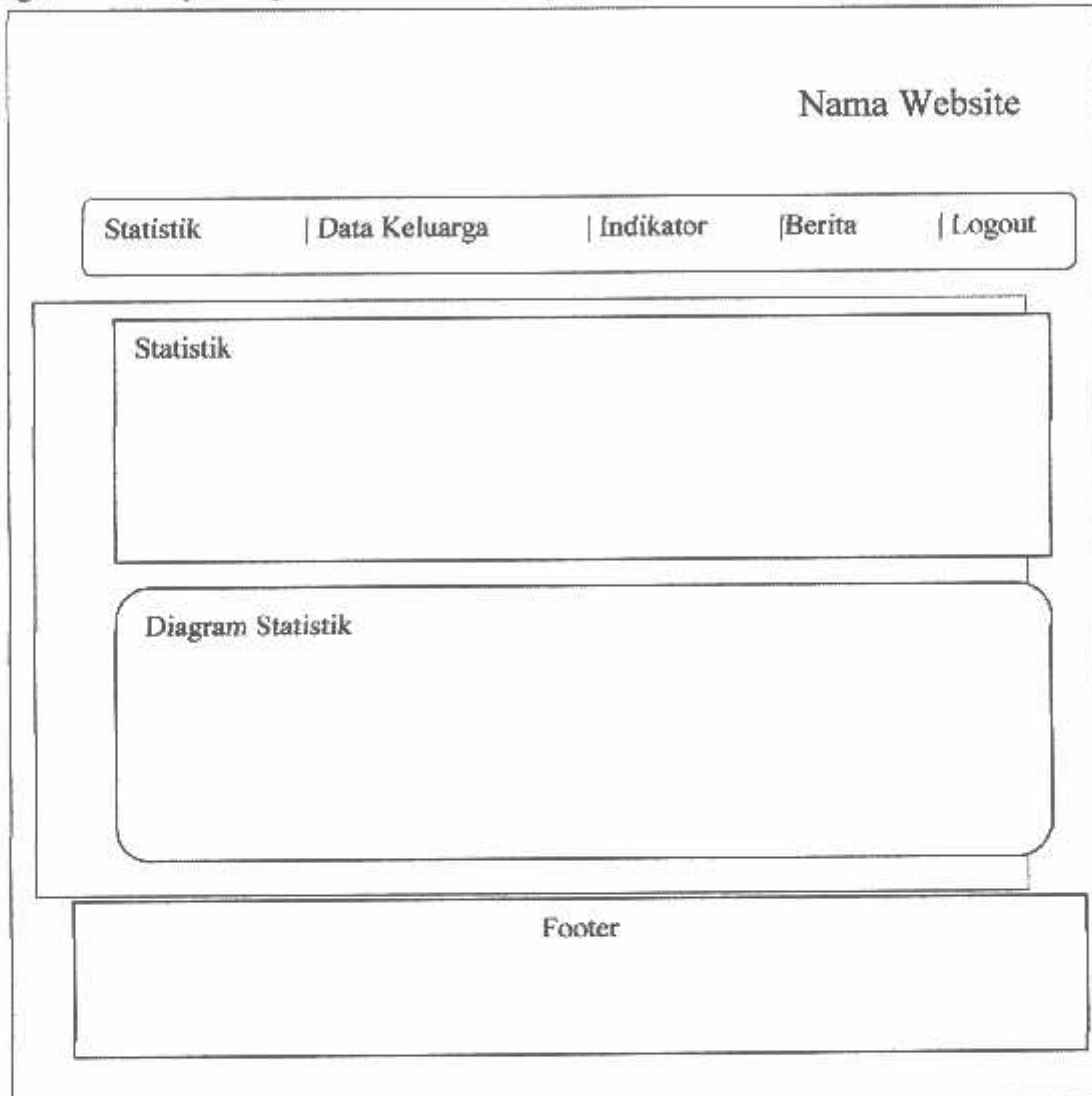 Nama Website
Statistik | Data Keluarga | Indikator |Berita | Logout
Statistik
Diagram Statistik
Footer